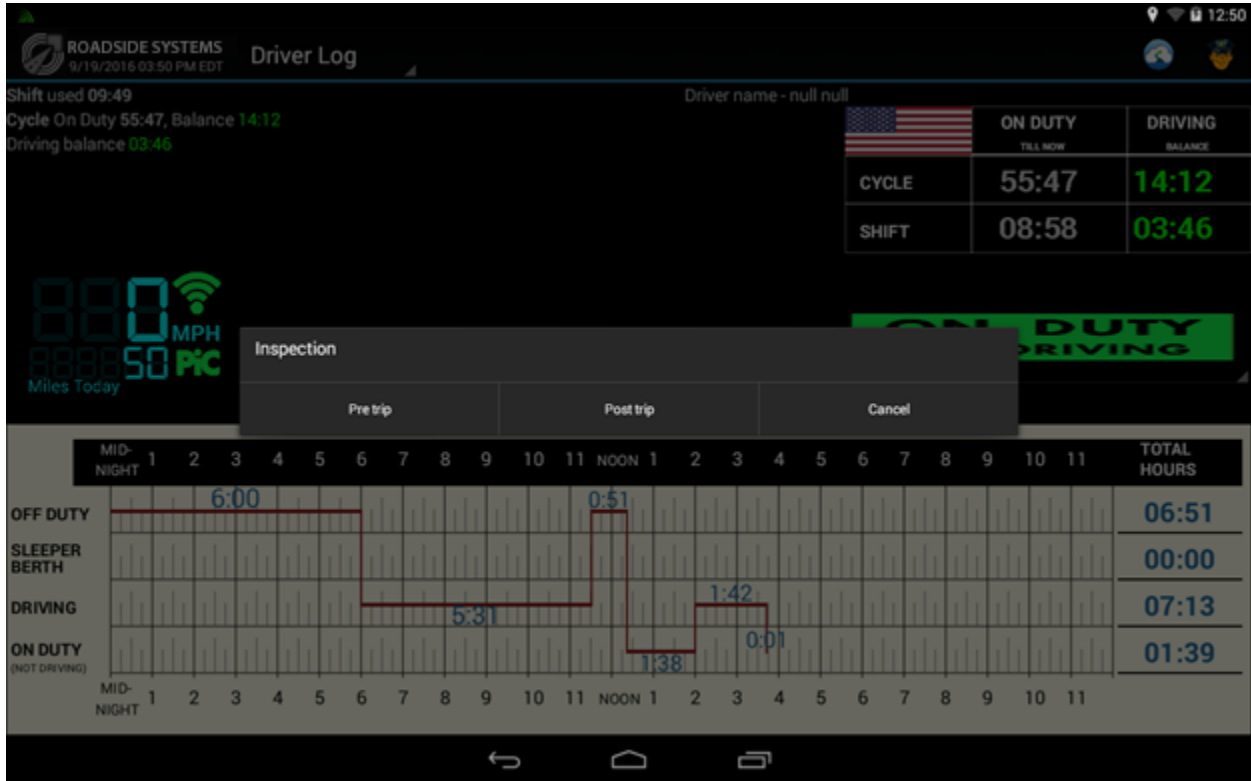 12:50
ROADSIDE SYSTEMS
9/19/2016 03:50 PM EDT
Driver Log
Shift used 09:49
Driver name - null null
Cycle On Duty 55:47, Balance 14:12
Driving balance 03:46
ON DUTY
TILL NOW
DRIVING
BALANCE
CYCLE 55:47 14:12
SHIFT 08:58 03:46
0 MPH
50 PiC
Miles Today
ON DUTY
DRIVING
Inspection
Pre trip Post trip Cancel
MID-NIGHT 1 2 3 4 5 6 7 8 9 10 11 NOON 1 2 3 4 5 6 7 8 9 10 11 TOTAL HOURS
OFF DUTY 6:00 0:51 06:51
SLEEPER BERTH 00:00
DRIVING 5:31 1:42 07:13
ON DUTY 1:38 0:01 01:39
(NOT DRIVING)
MID-NIGHT 1 2 3 4 5 6 7 8 9 10 11 NOON 1 2 3 4 5 6 7 8 9 10 11